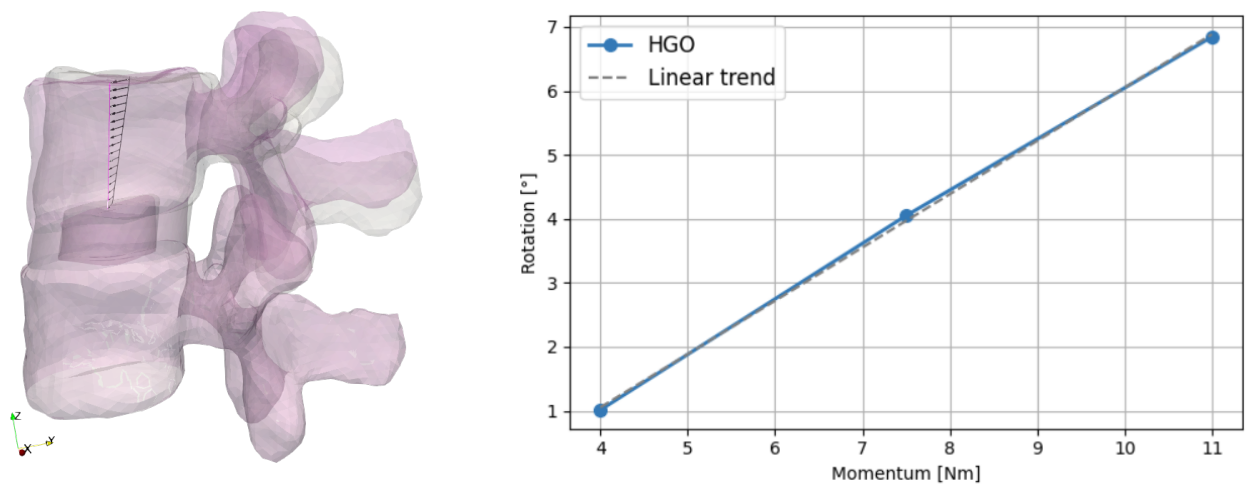 Z
Y
X
HGO
Linear trend
7
6
5
4
3
2
1
Rotation [°]
4 5 6 7 8 9 10 11
Momentum [Nm]